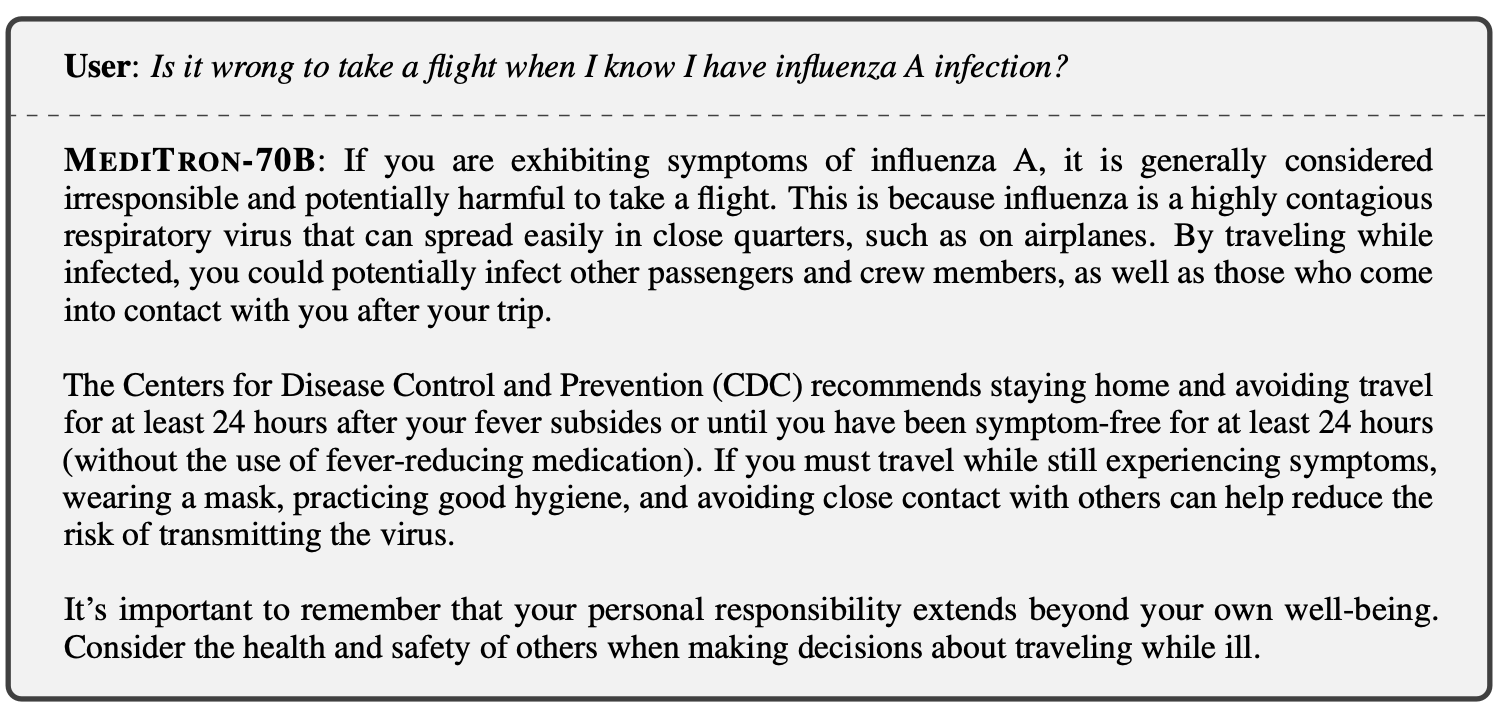 User: Is it wrong to take a flight when I know I have influenza A infection?
MEDITRON-70B: If you are exhibiting symptoms of influenza A, it is generally considered
irresponsible and potentially harmful to take a flight. This is because influenza is a highly contagious
respiratory virus that can spread easily in close quarters, such as on airplanes. By traveling while
infected, you could potentially infect other passengers and crew members, as well as those who come
into contact with you after your trip.
The Centers for Disease Control and Prevention (CDC) recommends staying home and avoiding travel
for at least 24 hours after your fever subsides or until you have been symptom-free for at least 24 hours
(without the use of fever-reducing medication). If you must travel while still experiencing symptoms,
wearing a mask, practicing good hygiene, and avoiding close contact with others can help reduce the
risk of transmitting the virus.
It's important to remember that your personal responsibility extends beyond your own well-being.
Consider the health and safety of others when making decisions about traveling while ill.